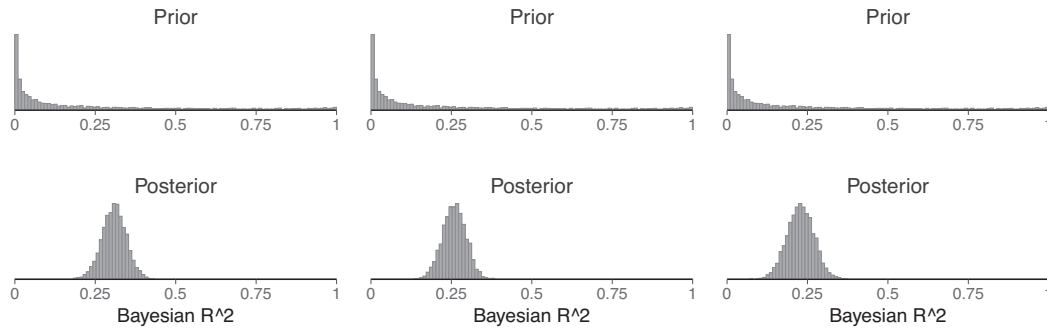 Prior Prior Prior
0 0.25 0.5 0.75 1 0 0.25 0.5 0.75 1 0 0.25 0.5 0.75 1
Posterior Posterior Posterior
0 0.25 0.5 0.75 1 0 0.25 0.5 0.75 1 0 0.25 0.5 0.75 1
Bayesian R^2 Bayesian R^2 Bayesian R^2